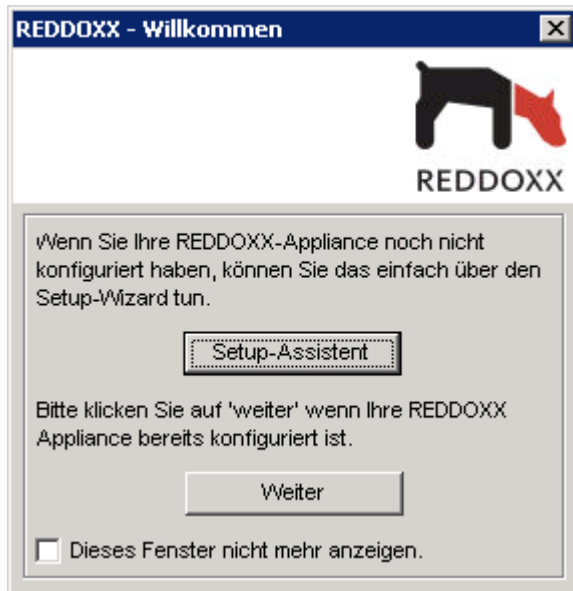 REDDOXX - Willkommen
REDDOXX
Wenn Sie Ihre REDDOXX-Appliance noch nicht
konfiguriert haben, können Sie das einfach über den
Setup-Wizard tun.
Setup-Assistent
Bitte klicken Sie auf 'weiter' wenn Ihre REDDOXX
Appliance bereits konfiguriert ist.
Weiter
Dieses Fenster nicht mehr anzeigen.